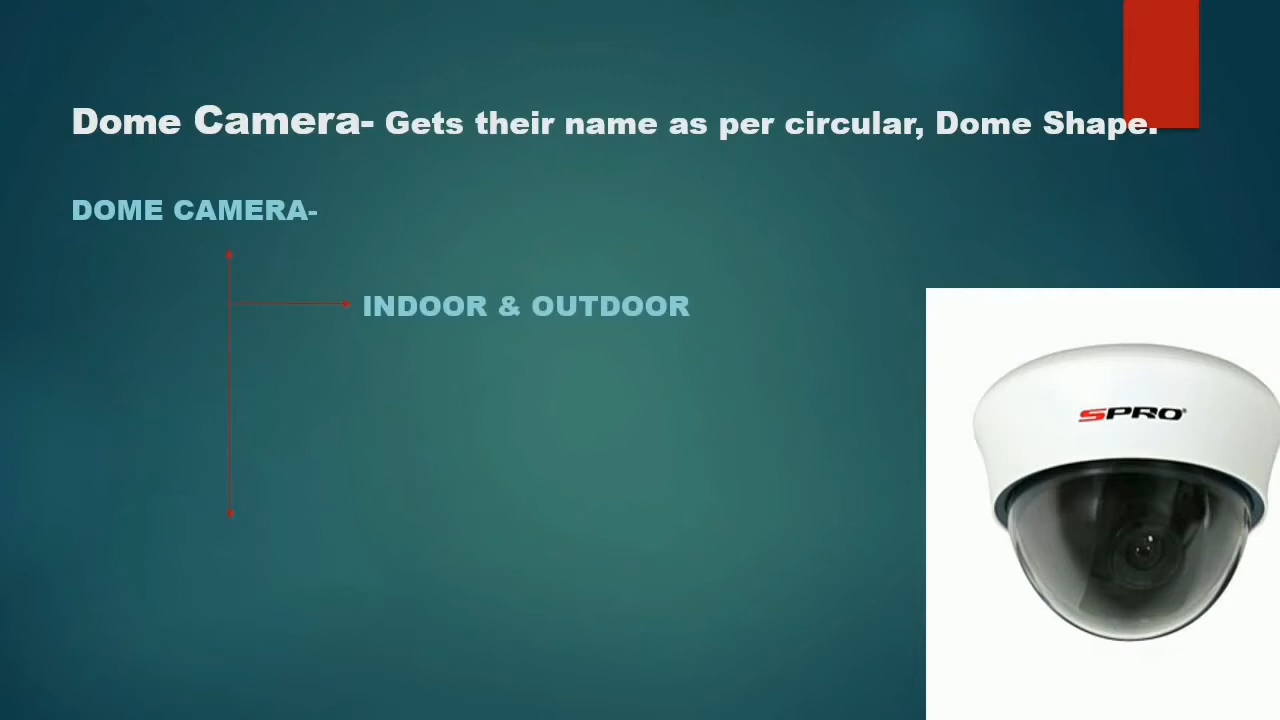 Dome Camera- Gets their name as per circular, Dome Shape.
DOME CAMERA-
INDOOR & OUTDOOR
SPRO